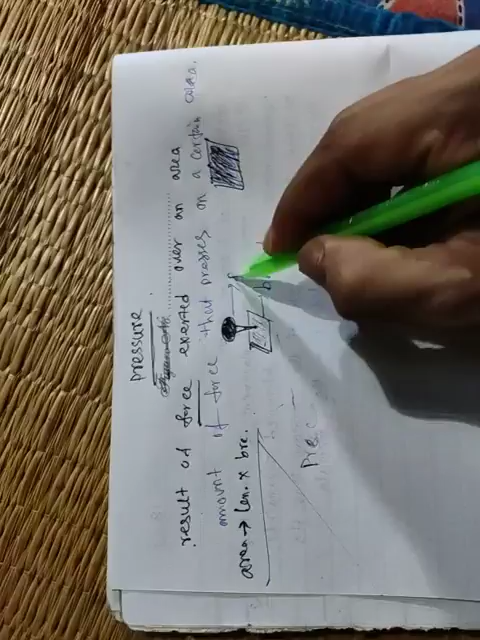 pressure
result of force exerted over an area
amount of force that presses on a certain area.
area → len. x bre.
Pre